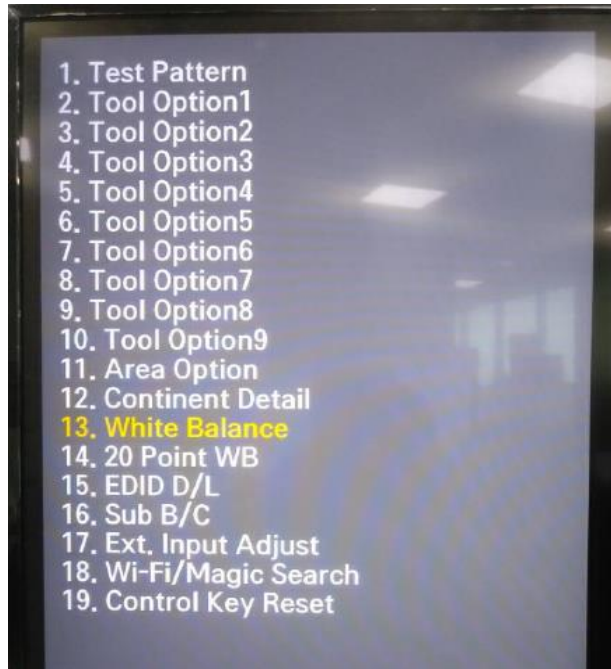 1. Test Pattern
2. Tool Option1
3. Tool Option2
4. Tool Option3
5. Tool Option4
6. Tool Option5
7. Tool Option6
8. Tool Option7
9. Tool Option8
10. Tool Option9
11. Area Option
12. Continent Detail
13. White Balance
14. 20 Point WB
15. EDID D/L
16. Sub B/C
17. Ext. Input Adjust
18. Wi-Fi/Magic Search
19. Control Key Reset